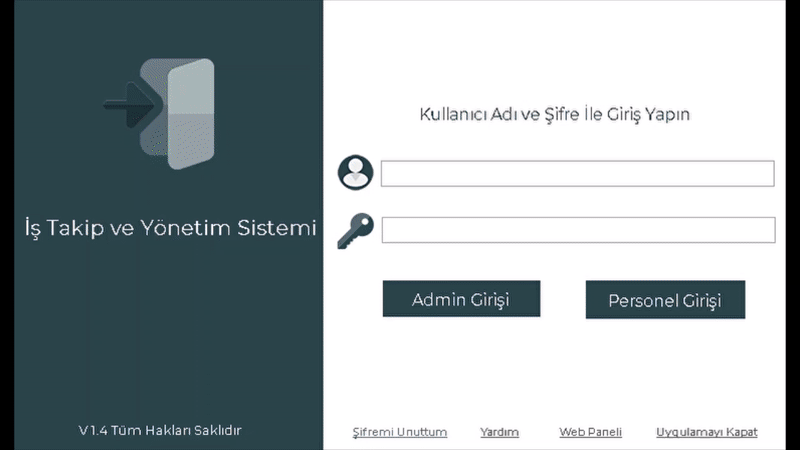 Kullanıcı Adı ve Şifre İle Giriş Yapın
İş Takip ve Yönetim Sistemi
Admin Girişi
Personel Girişi
V 1.4 Tüm Hakları Saklıdır
Şifremi Unuttum
Yardım
Web Paneli
Uygulamayı Kapat